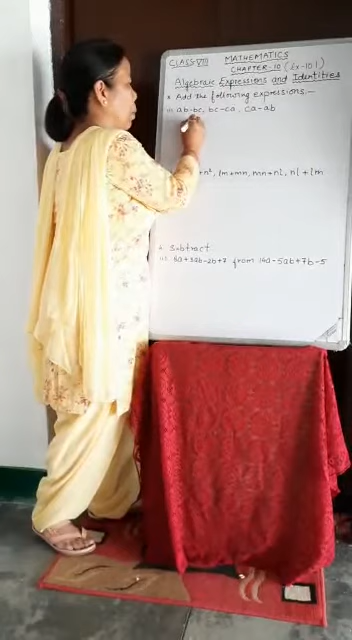 CLASS-VIII MATHEMATICS
CHAPTER-10 (Ex-10.1)
Algebraic Expressions and Identities
* Add the following expressions.-
ab-bc, bc-ca, ca-ab
+n², lm+mn, mn+nl, nl+lm
Subtract
+3ab-2b+7 from 14a-5ab+7b-5